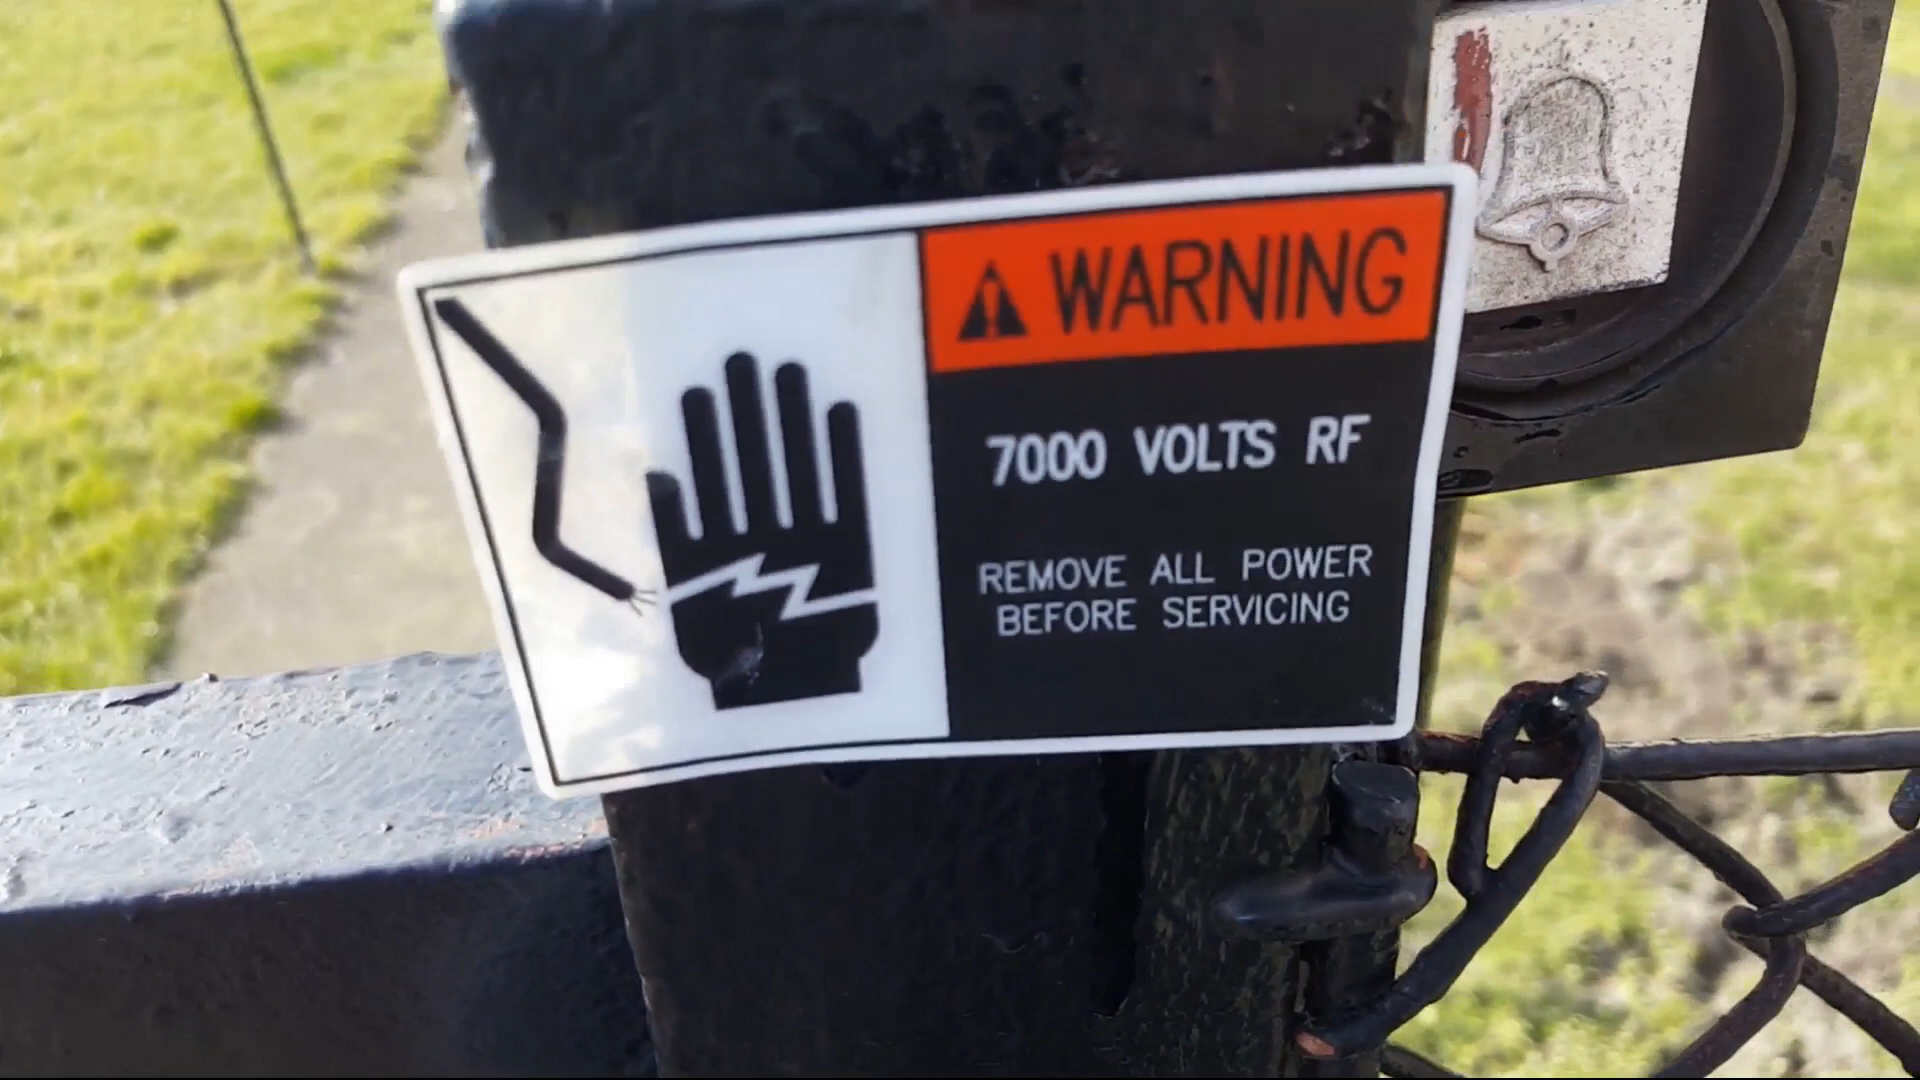 WARNING
7000 VOLTS RF
REMOVE ALL POWER
BEFORE SERVICING